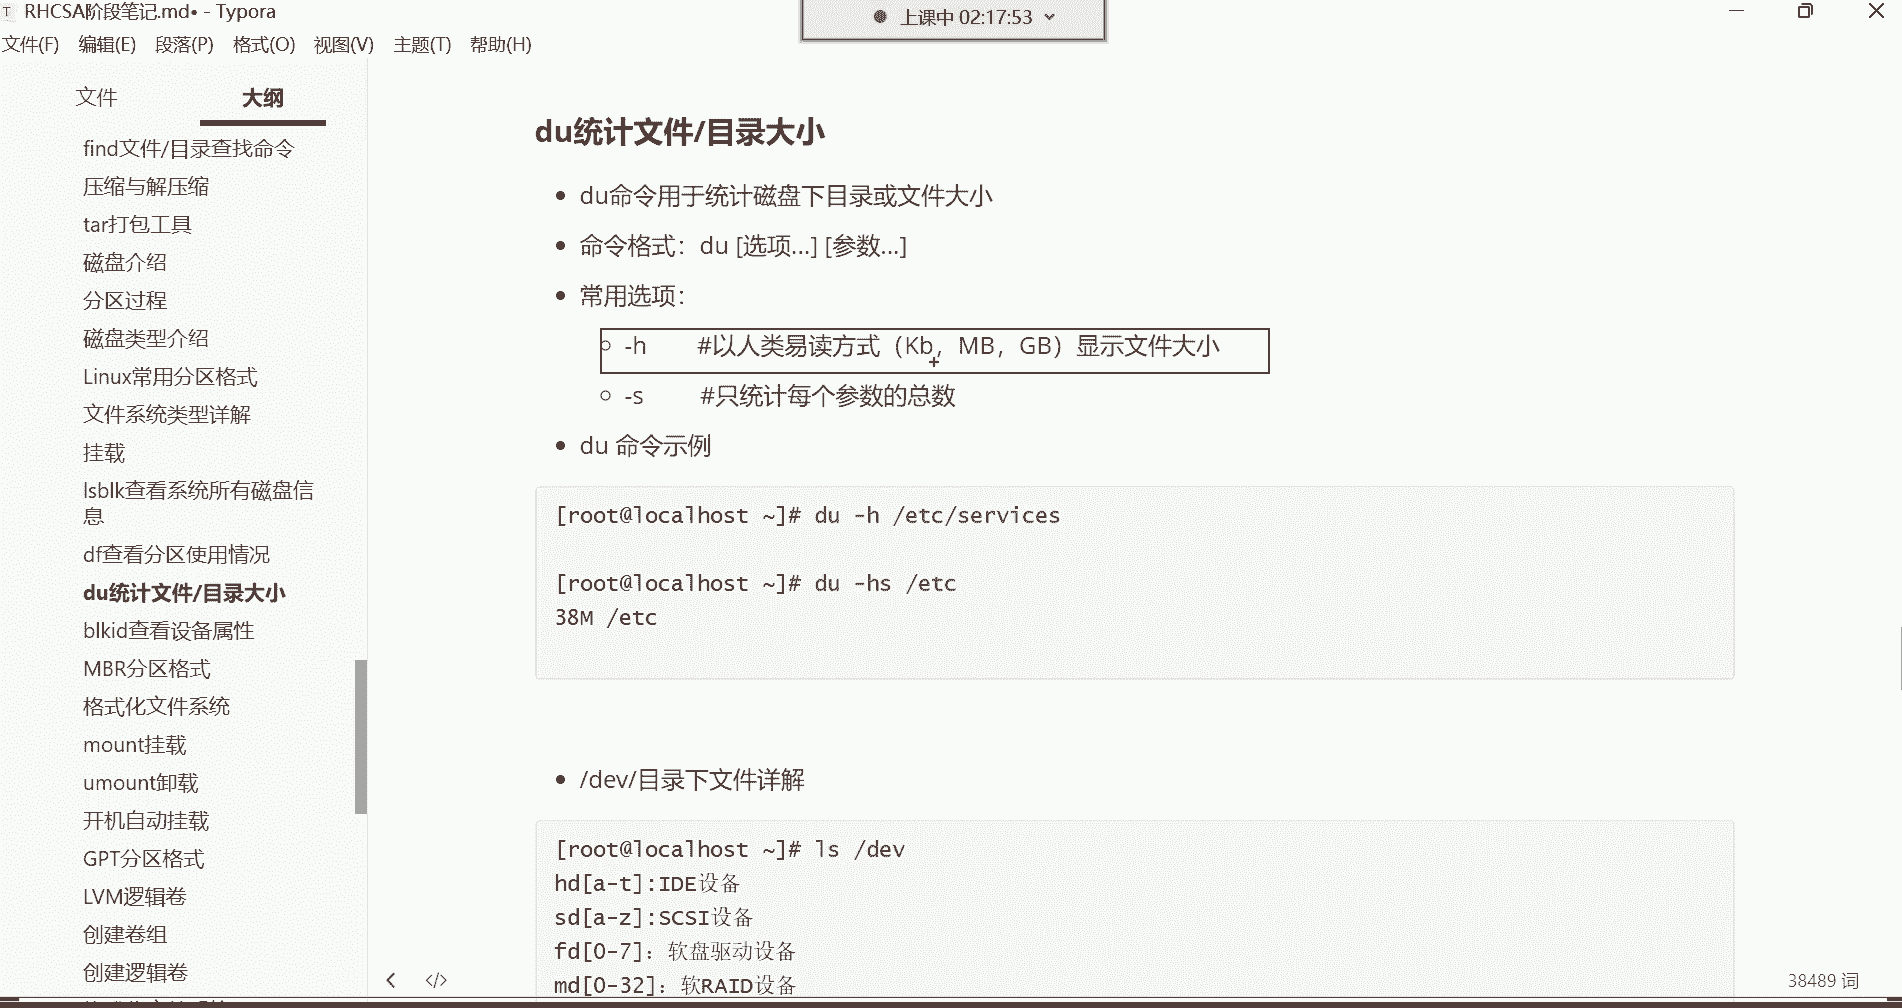 RHCSA阶段笔记.md• - Typora
上课中 02:17:53
文件(F) 编辑(E) 段落(P) 格式(O) 视图(V) 主题(T) 帮助(H)
文件 大纲
find文件/目录查找命令
压缩与解压缩
tar打包工具
磁盘介绍
分区过程
磁盘类型介绍
Linux常用分区格式
文件系统类型详解
挂载
lsblk查看系统所有磁盘信
息
df查看分区使用情况
du统计文件/目录大小
blkid查看设备属性
MBR分区格式
格式化文件系统
mount挂载
umount卸载
开机自动挂载
GPT分区格式
LVM逻辑卷
创建卷组
创建逻辑卷
du统计文件/目录大小
du命令用于统计磁盘下目录或文件大小
命令格式：du [选项...] [参数...]
常用选项：
-h #以人类易读方式（Kb，MB，GB）显示文件大小
-s #只统计每个参数的总数
du 命令示例
[root@localhost ~]# du -h /etc/services
[root@localhost ~]# du -hs /etc
38M /etc
/dev/目录下文件详解
[root@localhost ~]# ls /dev
hd[a-t]:IDE设备
sd[a-z]:SCSI设备
fd[0-7]：软盘驱动设备
md[0-32]：软RAID设备
38489 词